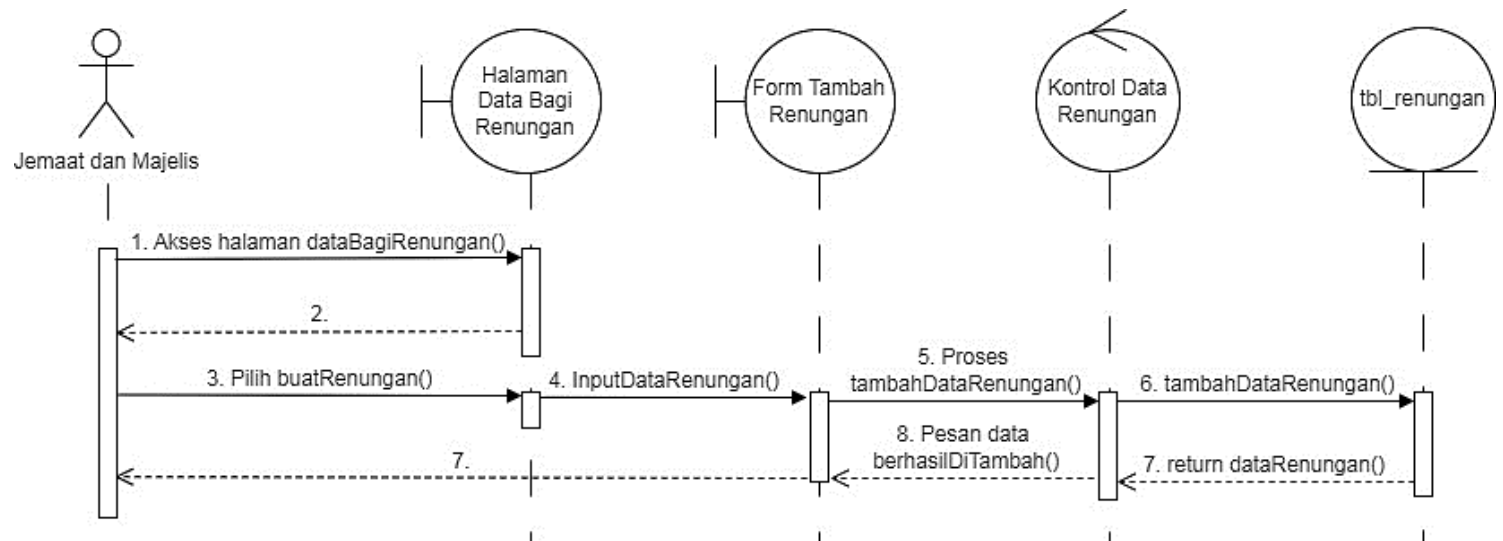 Halaman
Data Bagi
Renungan
Form Tambah
Renungan
Kontrol Data
Renungan
tbl_renungan
Jemaat dan Majelis
1. Akses halaman dataBagiRenungan()
2.
3. Pilih buatRenungan()
4. InputDataRenungan()
5. Proses
tambahDataRenungan()
6. tambahDataRenungan()
7.
8. Pesan data
berhasilDiTambah()
7. return dataRenungan()